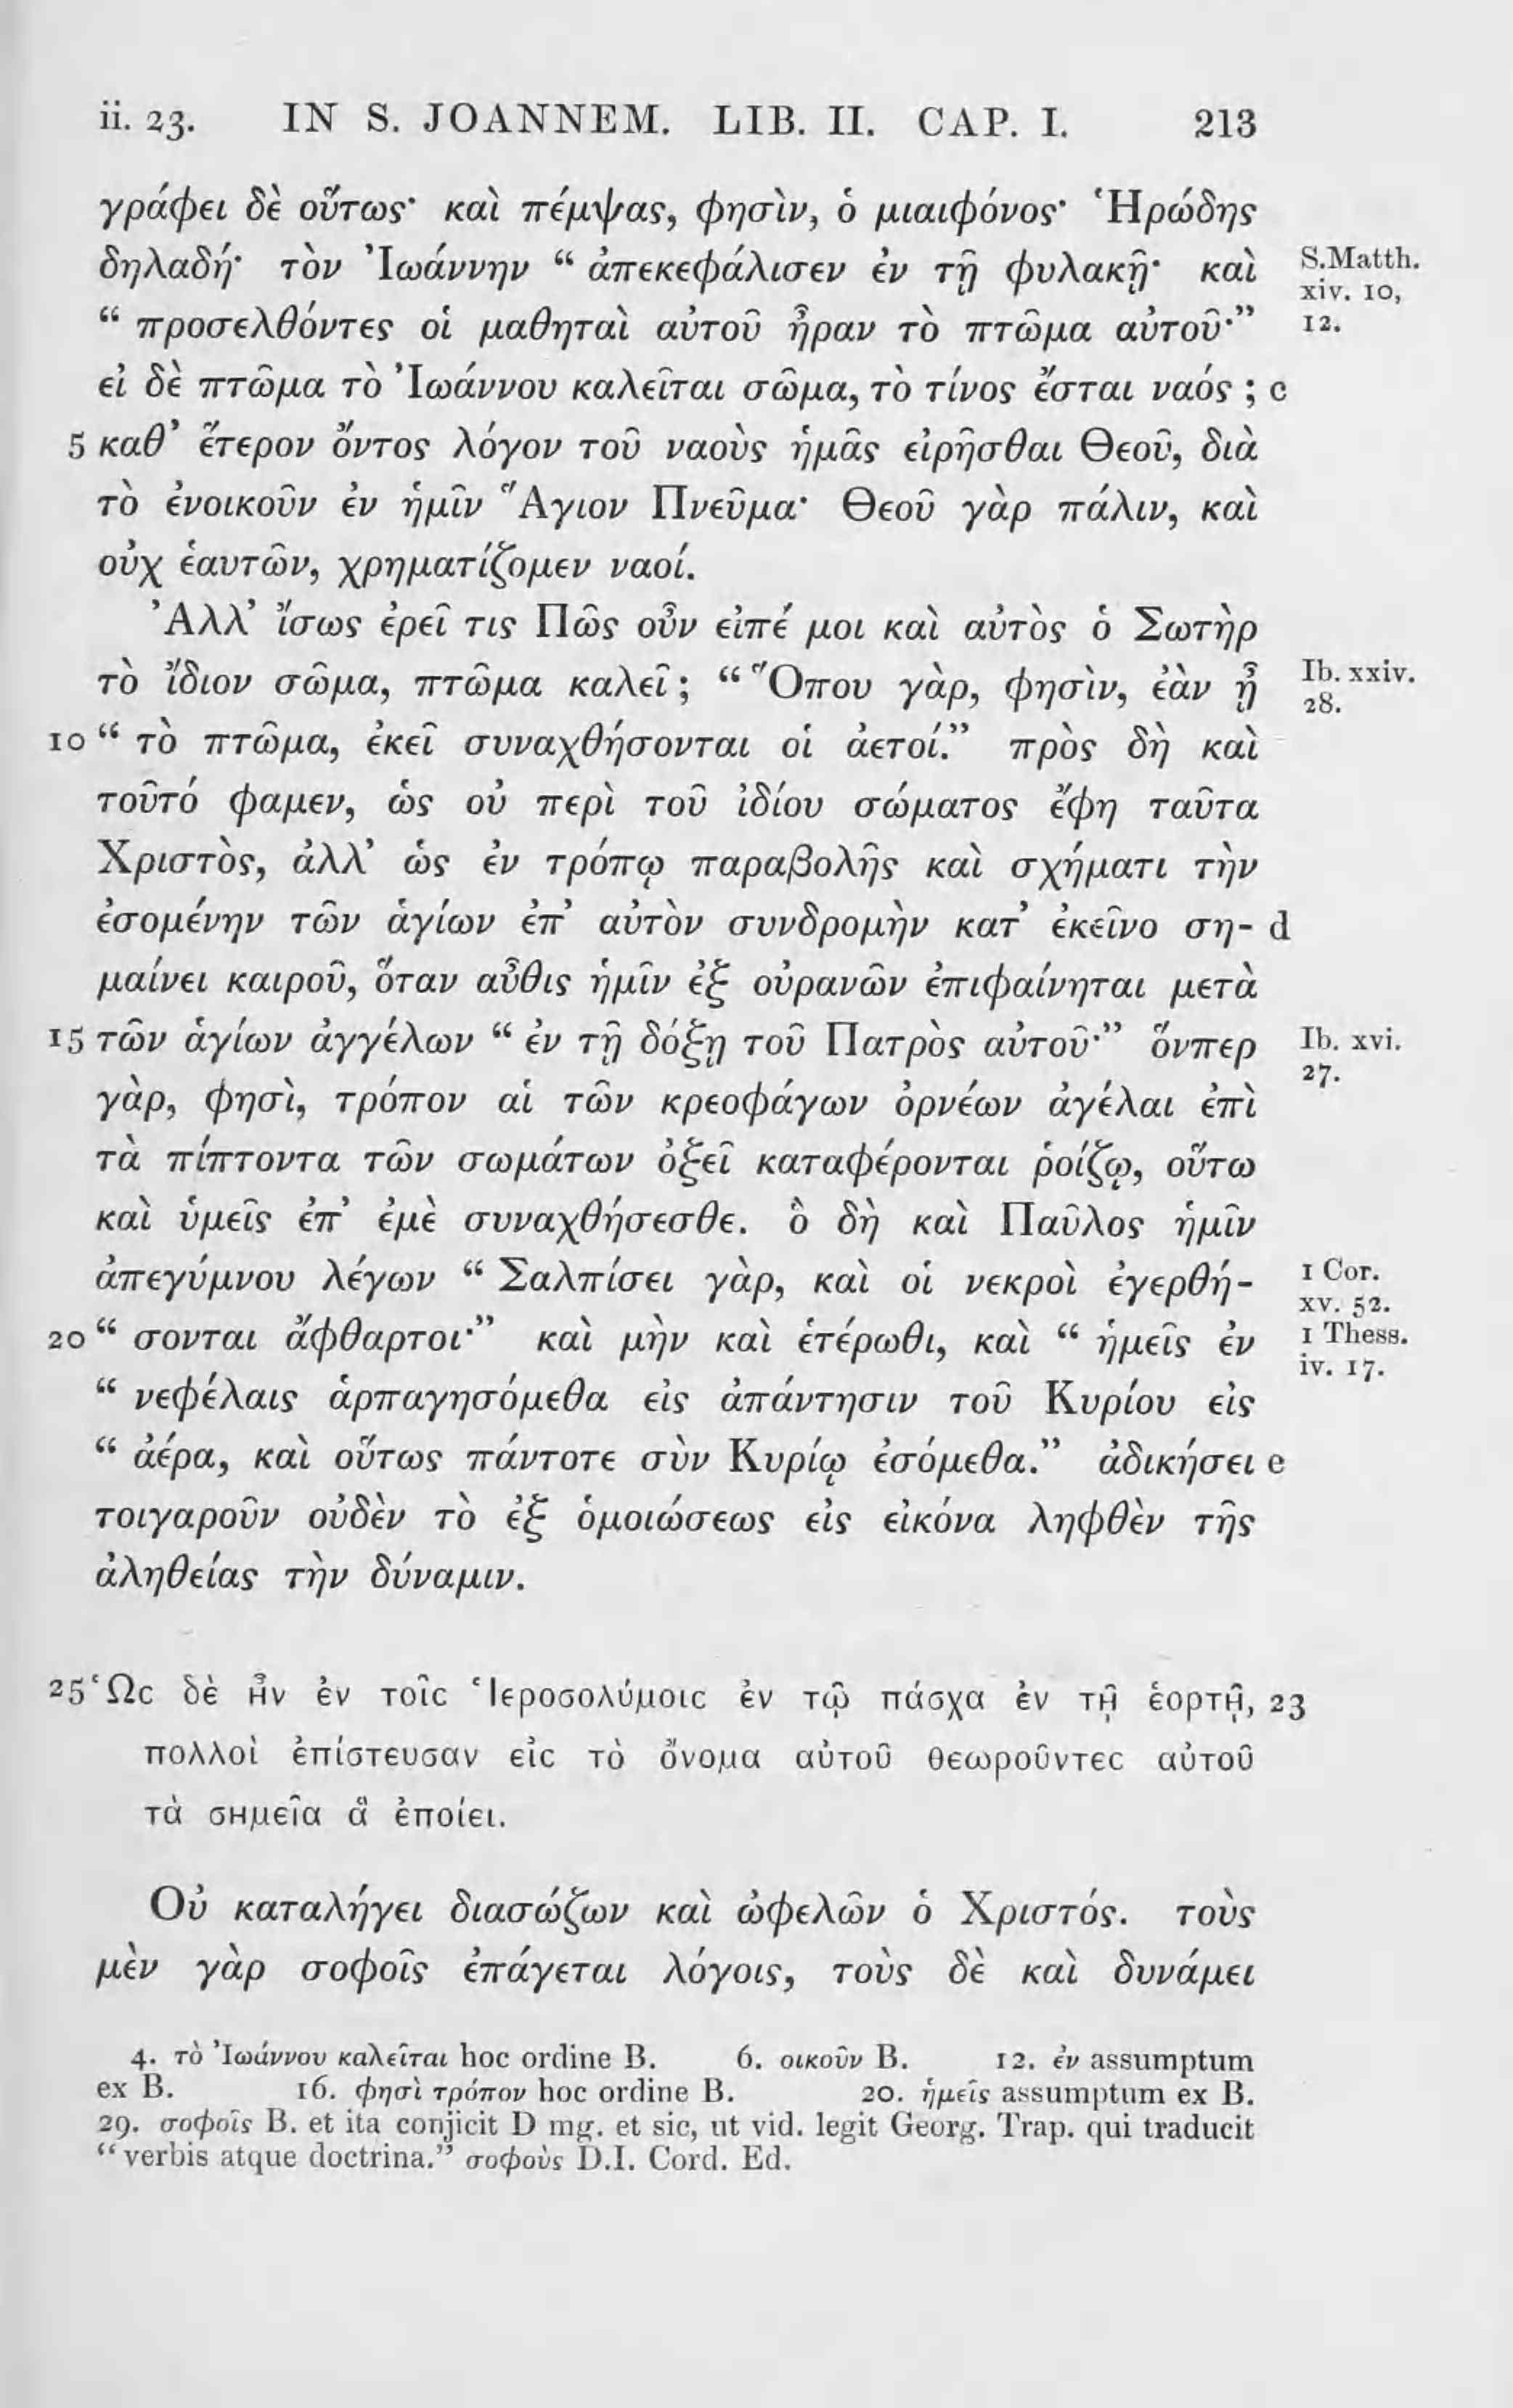 ii. 23. IN S. JOANNEM. LIB. II. CAP. I. 213
γράφει δὲ οὕτως· καὶ πέμψας, φησὶν, ὁ μιαιφόνος· Ἡρώδης
δηλαδή· τὸν Ἰωάννην “ ἀπεκεφάλισεν ἐν τῇ φυλακῇ· καὶ S.Matth. xiv. 10,
“ προσελθόντες οἱ μαθηταὶ αὐτοῦ ἦραν τὸ πτῶμα αὐτοῦ·” 12.
εἰ δὲ πτῶμα τὸ Ἰωάννου καλεῖται σῶμα, τὸ τίνος ἔσται ναός ; c
5 καθ’ ἕτερον ὄντος λόγον τοῦ ναοὺς ἡμᾶς εἰρῆσθαι Θεοῦ, διὰ
τὸ ἐνοικοῦν ἐν ἡμῖν Ἅγιον Πνεῦμα· Θεοῦ γὰρ πάλιν, καὶ
οὐχ ἑαυτῶν, χρηματίζομεν ναοί.
Ἀλλ’ ἴσως ἐρεῖ τις Πῶς οὖν εἰπέ μοι καὶ αὐτὸς ὁ Σωτὴρ
τὸ ἴδιον σῶμα, πτῶμα καλεῖ ; “ Ὅπου γὰρ, φησὶν, ἐὰν ᾖ Ib. xxiv. 28.
10 “ τὸ πτῶμα, ἐκεῖ συναχθήσονται οἱ ἀετοί.” πρὸς δὴ καὶ
τοῦτό φαμεν, ὡς οὐ περὶ τοῦ ἰδίου σώματος ἔφη ταῦτα
Χριστὸς, ἀλλ’ ὡς ἐν τρόπῳ παραβολῆς καὶ σχήματι τὴν
ἐσομένην τῶν ἁγίων ἐπ’ αὐτὸν συνδρομὴν κατ’ ἐκεῖνο ση- d
μαίνει καιροῦ, ὅταν αὖθις ἡμῖν ἐξ οὐρανῶν ἐπιφαίνηται μετὰ
15 τῶν ἁγίων ἀγγέλων “ ἐν τῇ δόξῃ τοῦ Πατρὸς αὐτοῦ·” ὅνπερ Ib. xvi. 27.
γὰρ, φησὶ, τρόπον αἱ τῶν κρεοφάγων ὀρνέων ἀγέλαι ἐπὶ
τὰ πίπτοντα τῶν σωμάτων ὀξεῖ καταφέρονται ῥοίζῳ, οὕτω
καὶ ὑμεῖς ἐπ’ ἐμὲ συναχθήσεσθε. ὃ δὴ καὶ Παῦλος ἡμῖν
ἀπεγύμνου λέγων “ Σαλπίσει γὰρ, καὶ οἱ νεκροὶ ἐγερθή- 1 Cor. xv. 52.
20 “ σονται ἄφθαρτοι·” καὶ μὴν καὶ ἑτέρωθι, καὶ “ ἡμεῖς ἐν 1 Thess. iv. 17.
“ νεφέλαις ἁρπαγησόμεθα εἰς ἀπάντησιν τοῦ Κυρίου εἰς
“ ἀέρα, καὶ οὕτως πάντοτε σὺν Κυρίῳ ἐσόμεθα.” ἀδικήσει e
τοιγαροῦν οὐδὲν τὸ ἐξ ὁμοιώσεως εἰς εἰκόνα ληφθὲν τῆς
ἀληθείας τὴν δύναμιν.
25 Ὡς δὲ ἦν ἐν τοῖς Ἱεροσολύμοις ἐν τῷ πάσχα ἐν τῇ ἑορτῇ, 23
πολλοὶ ἐπίστευσαν εἰς τὸ ὄνομα αὐτοῦ θεωροῦντες αὐτοῦ
τὰ σημεῖα ἃ ἐποίει.
Οὐ καταλήγει διασώζων καὶ ὠφελῶν ὁ Χριστός. τοὺς
μὲν γὰρ σοφοῖς ἐπάγεται λόγοις, τοὺς δὲ καὶ δυνάμει
4. τὸ Ἰωάννου καλεῖται hoc ordine B. 6. οικοῦν B. 12. ἐν assumptum
ex B. 16. φησὶ τρόπον hoc ordine B. 20. ἡμεῖς assumptum ex B.
29. σοφοῖς B. et ita conjicit D mg. et sic, ut vid. legit Georg. Trap. qui traducit
“ verbis atque doctrina.” σοφοὺς D.I. Cord. Ed.